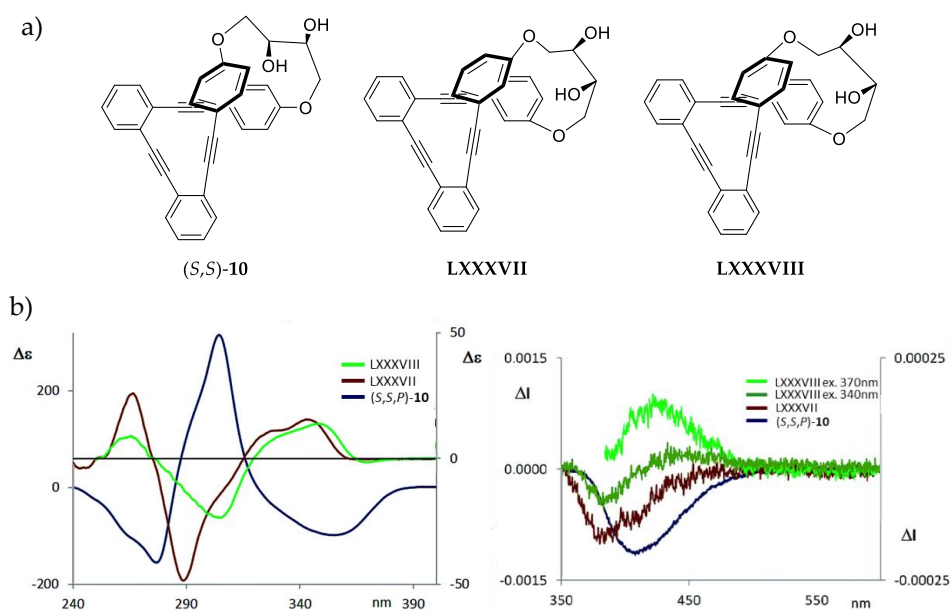 a)
O
OH
OH
O
O
OH
HO
O
O
OH
HO
O
(S,S)-10
LXXXVII
LXXXVIII
b)
Δε
50
Δε
200
0
0
-200
-50
240
290
340
nm
390
LXXXVIII
LXXXVII
(S,S,P)-10
0.0015
0.00025
ΔI
0.0000
ΔI
-0.0015
-0.00025
350
450
550
nm
LXXXVIII ex. 370nm
LXXXVIII ex. 340nm
LXXXVII
(S,S,P)-10